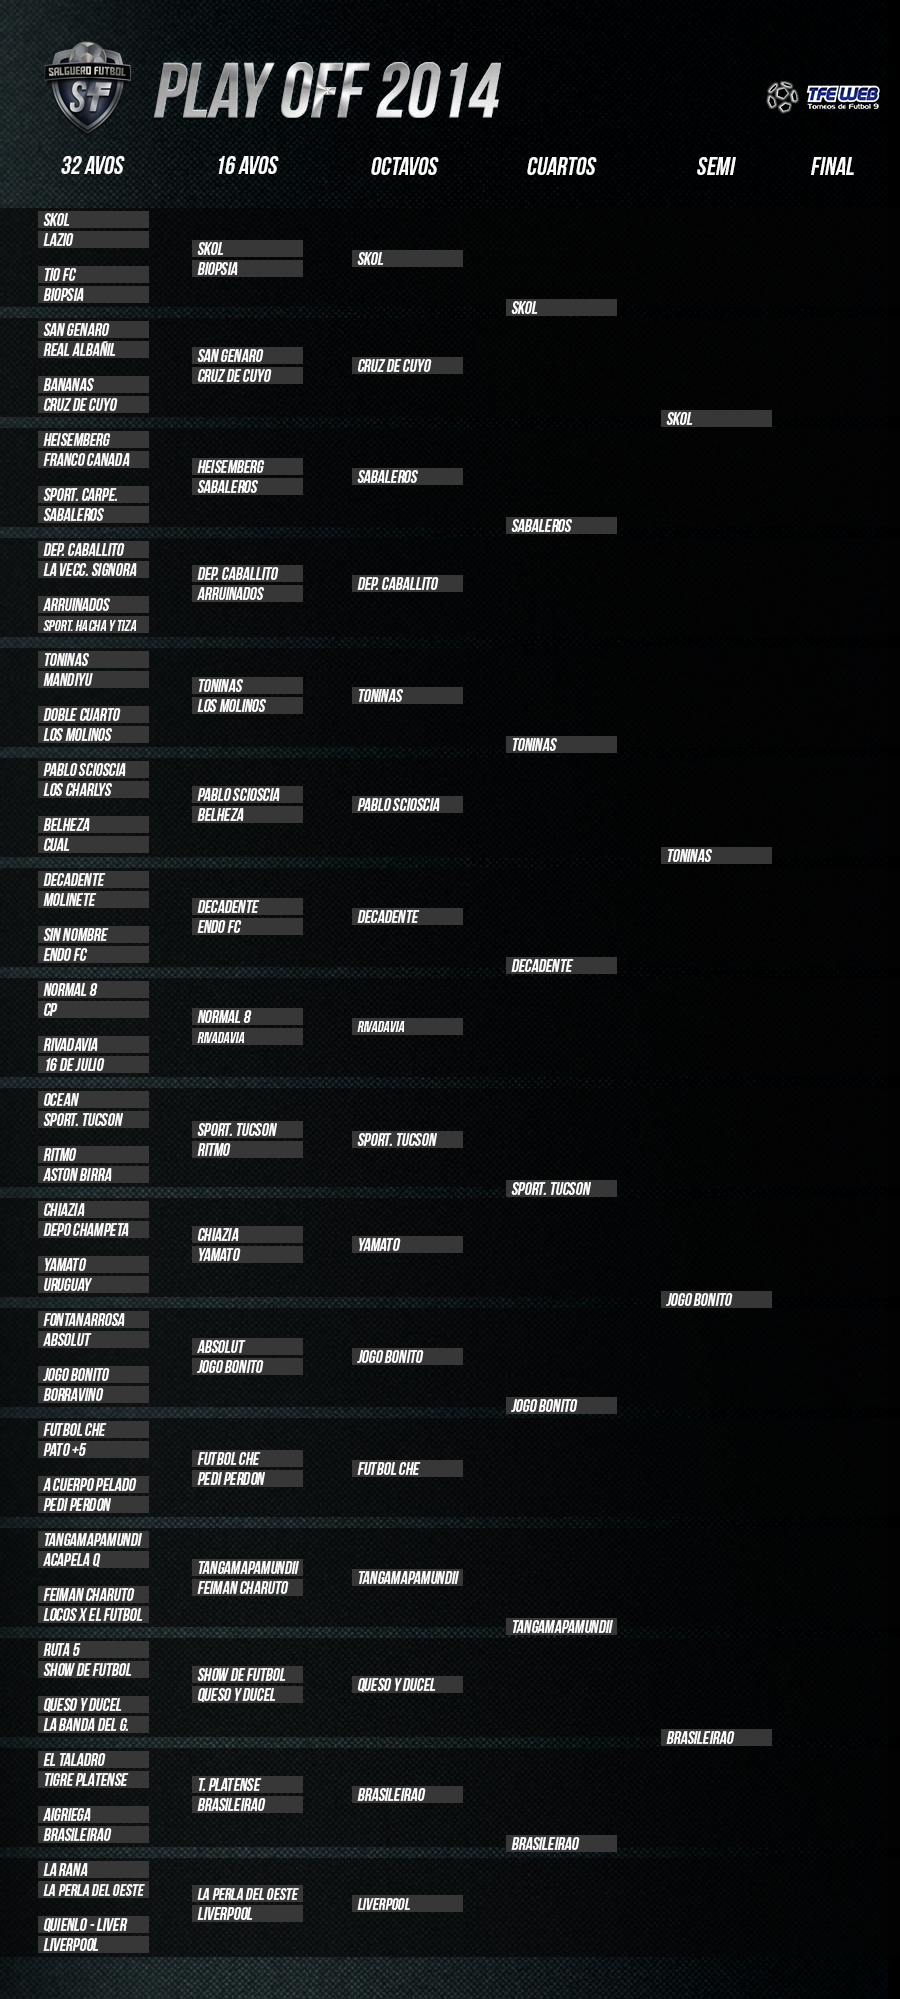 SALGUERO FUTBOL
SF
PLAY OFF 2014
TFE WEB
Torneos de Futbol 9
32 AVOS
16 AVOS
OCTAVOS
CUARTOS
SEMI
FINAL
SKOL
LAZIO
TIO FC
BIOPSIA
SAN GENARO
REAL ALBAÑIL
BANANAS
CRUZ DE CUYO
HEISEMBERG
FRANCO CANADA
SPORT. CARPE.
SABALEROS
DEP. CABALLITO
LA VECC. SIGNORA
ARRUINADOS
SPORT. HACHA Y TIZA
TONINAS
MANDIYU
DOBLE CUARTO
LOS MOLINOS
PABLO SCIOSCIA
LOS CHARLYS
BELHEZA
CUAL
DECADENTE
MOLINETE
SIN NOMBRE
ENDO FC
NORMAL 8
CP
RIVADAVIA
16 DE JULIO
OCEAN
SPORT. TUCSON
RITMO
ASTON BIRRA
CHIAZIA
DEPO CHAMPETA
YAMATO
URUGUAY
FONTANARROSA
ABSOLUT
JOGO BONITO
BORRAVINO
FUTBOL CHE
PATO +5
A CUERPO PELADO
PEDI PERDON
TANGAMAPAMUNDI
ACAPELA Q
FEIMAN CHARUTO
LOCOS X EL FUTBOL
RUTA 5
SHOW DE FUTBOL
QUESO Y DUCEL
LA BANDA DEL G.
EL TALADRO
TIGRE PLATENSE
AIGRIEGA
BRASILEIRAO
LA RANA
LA PERLA DEL OESTE
QUIENLO - LIVER
LIVERPOOL
SKOL
BIOPSIA
SAN GENARO
CRUZ DE CUYO
HEISEMBERG
SABALEROS
DEP. CABALLITO
ARRUINADOS
TONINAS
LOS MOLINOS
PABLO SCIOSCIA
BELHEZA
DECADENTE
ENDO FC
NORMAL 8
RIVADAVIA
SPORT. TUCSON
RITMO
CHIAZIA
YAMATO
ABSOLUT
JOGO BONITO
FUTBOL CHE
PEDI PERDON
TANGAMAPAMUNDII
FEIMAN CHARUTO
SHOW DE FUTBOL
QUESO Y DUCEL
T. PLATENSE
BRASILEIRAO
LA PERLA DEL OESTE
LIVERPOOL
SKOL
CRUZ DE CUYO
SABALEROS
DEP. CABALLITO
TONINAS
PABLO SCIOSCIA
DECADENTE
RIVADAVIA
SPORT. TUCSON
YAMATO
JOGO BONITO
FUTBOL CHE
TANGAMAPAMUNDII
QUESO Y DUCEL
BRASILEIRAO
LIVERPOOL
SKOL
SABALEROS
TONINAS
DECADENTE
SPORT. TUCSON
JOGO BONITO
TANGAMAPAMUNDII
BRASILEIRAO
SKOL
TONINAS
JOGO BONITO
BRASILEIRAO